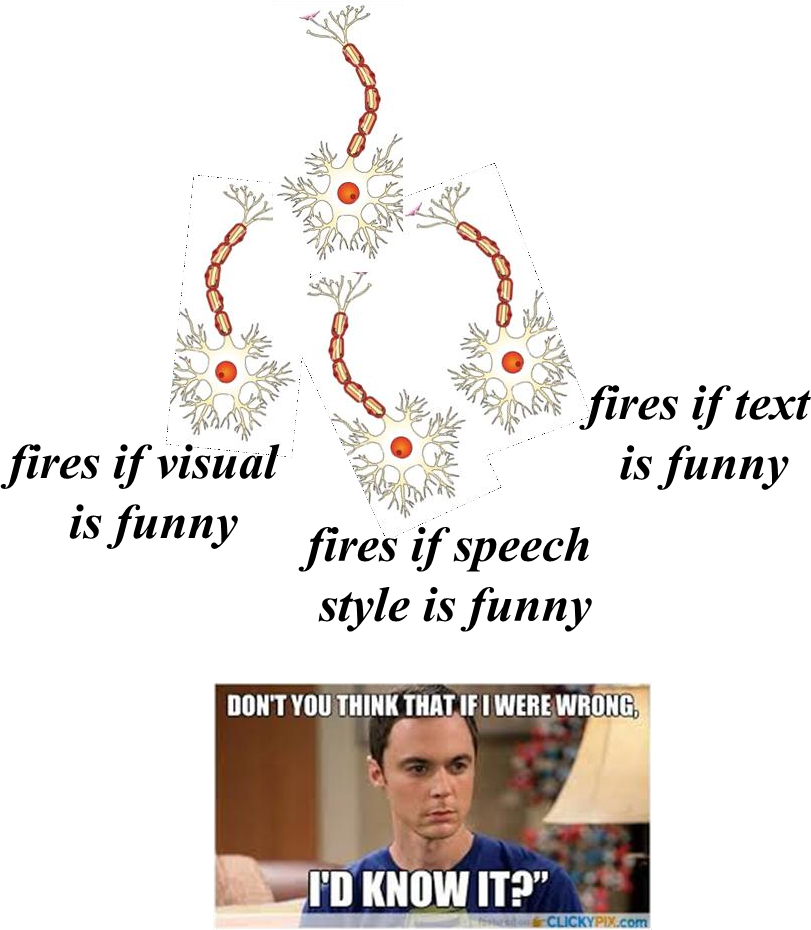 fires if text
is funny
fires if visual
is funny
fires if speech
style is funny
DON'T YOU THINK THAT IF I WERE WRONG,
I'D KNOW IT?”
CLICKYPIX.com